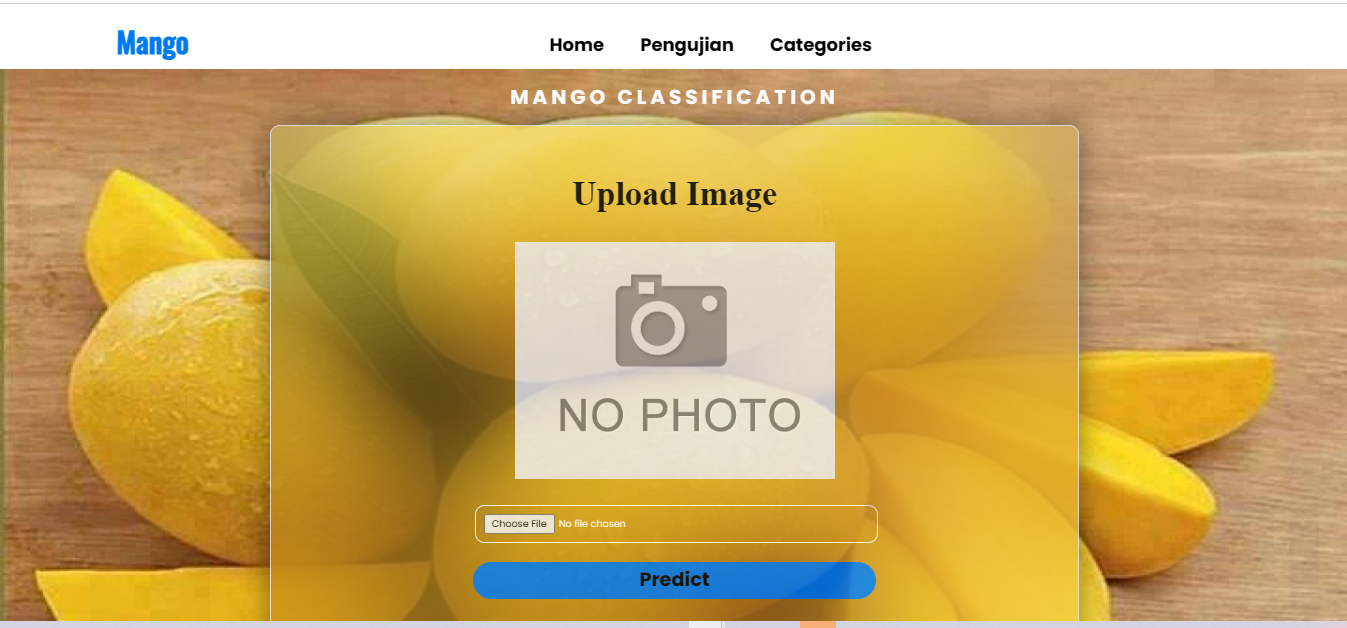 Mango
Home Pengujian Categories
MANGO CLASSIFICATION
Upload Image
NO PHOTO
Choose File No file chosen
Predict